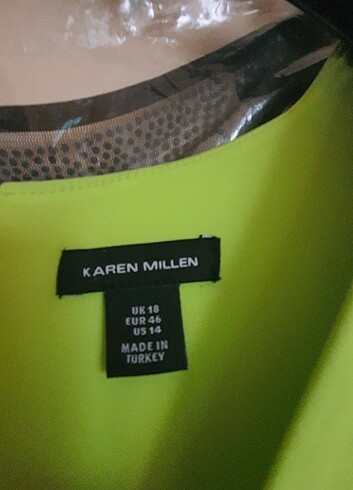 KAREN MILLEN
UK 18
EUR 46
US 14
MADE IN
TURKEY